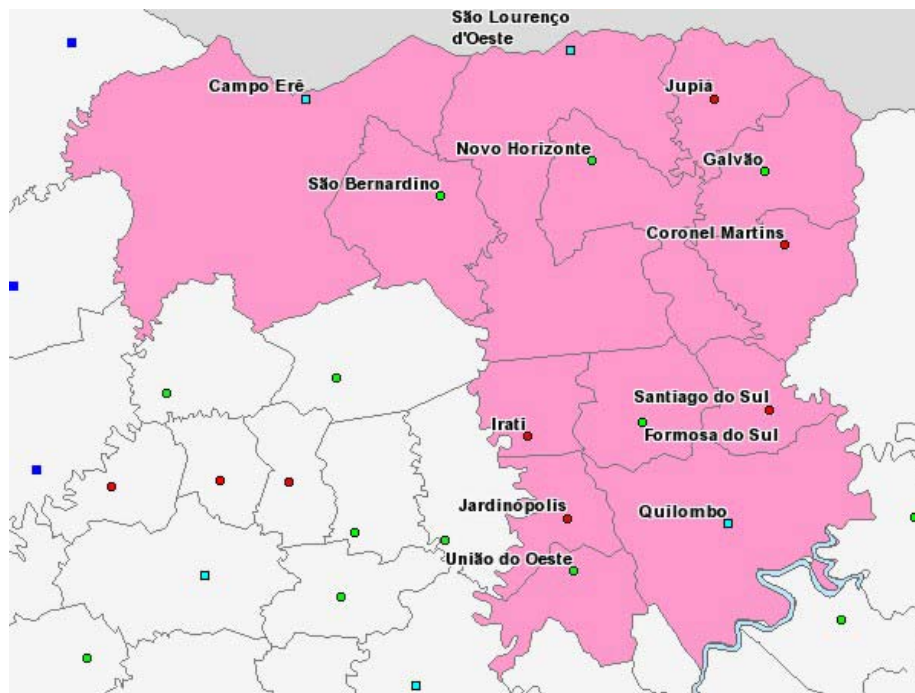 São Lourenço
d'Oeste
Campo Erê
Jupiá
Novo Horizonte
Galvão
São Bernardino
Coronel Martins
Santiago do Sul
Irati
Formosa do Sul
Jardinópolis
Quilombo
União do Oeste